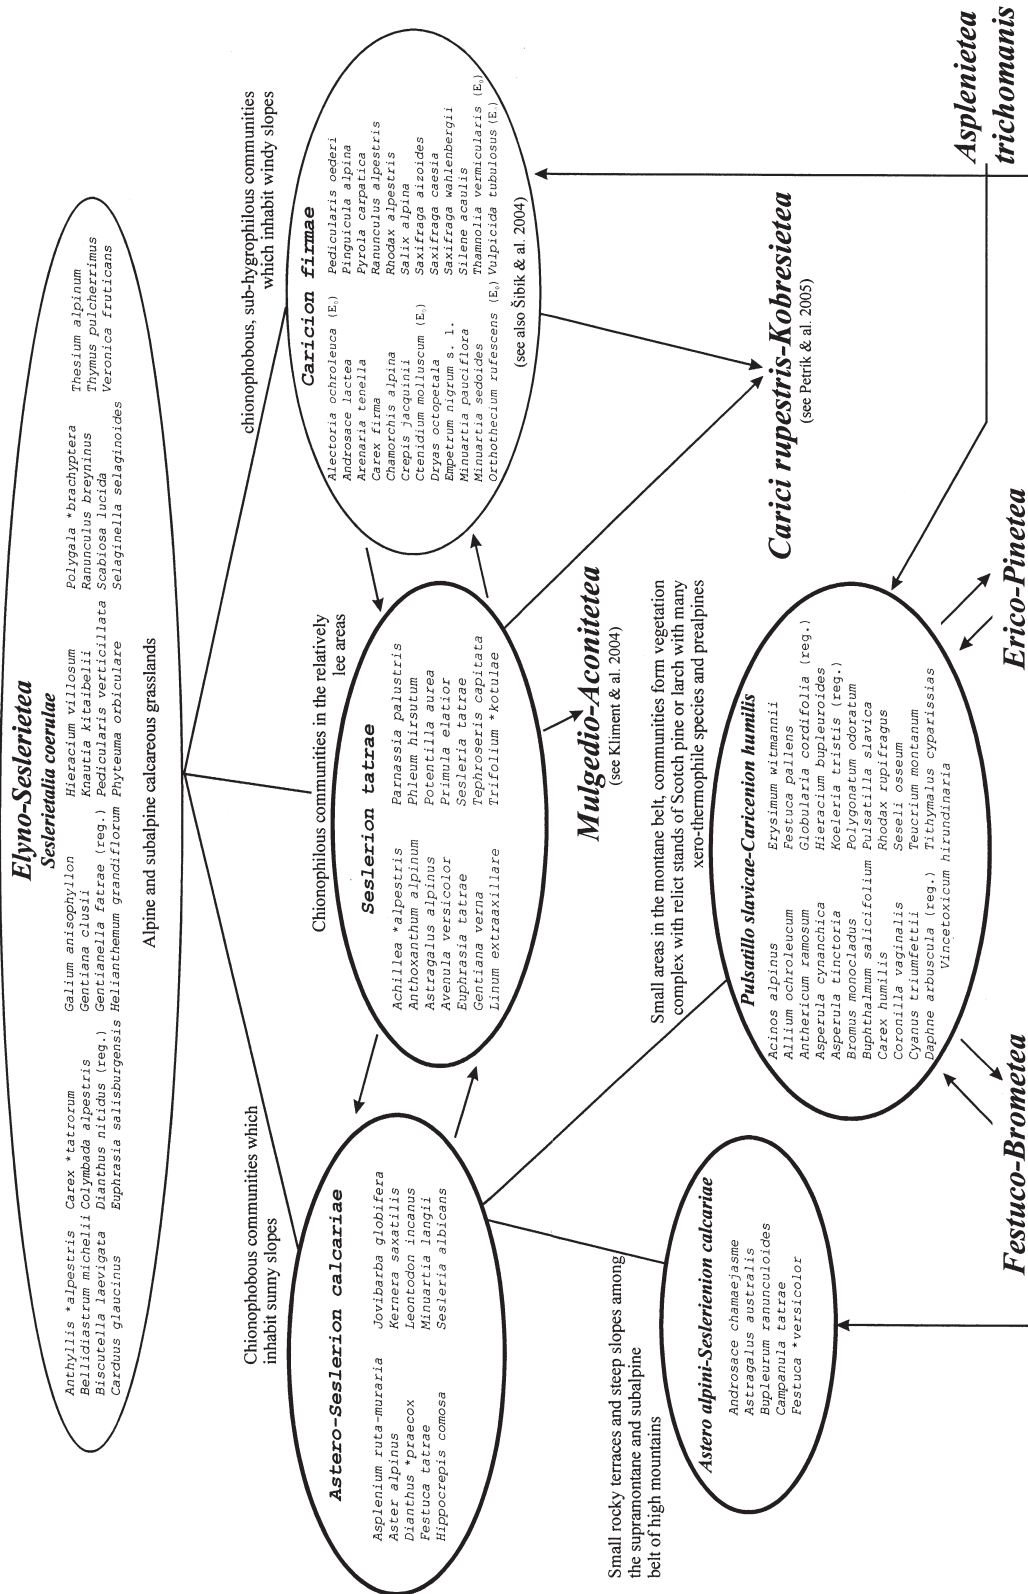 Elyno-Seslerietea
Seslerietalia coerulae
Anthyllis *alpestris
Bellidiastrum michelii
Biscutella laevigata
Carduus glaucinus
Carex *tatrorum
Colymbada alpestris
Dianthus nitidus (reg.)
Euphrasia salisburgensis
Galium anisophyllon
Gentiana clusii
Gentianella fatrae (reg.)
Helianthemum grandiflorum
Hieracium villosum
Knautia kitaibelii
Pedicularis verticillata
Phyteuma orbiculare
Polygala *brachyptera
Ranunculus breyninus
Scabiosa lucida
Selaginella selaginoides
Thesium alpinum
Thymus pulcherrimus
Veronica fruticans
Alpine and subalpine calcareous grasslands
Chionophobous communities which
inhabit sunny slopes
Chionophilous communities in the relatively
lee areas
chionophobous, sub-hygrophilous communities
which inhabit windy slopes
Astero-Seslerion calcariae
Asplenium ruta-muraria
Aster alpinus
Dianthus *praecox
Festuca tatrae
Hippocrepis comosa
Jovibarba globifera
Kernera saxatilis
Leontodon incanus
Minuartia langii
Sesleria albicans
Seslerion tatrae
Achillea *alpestris
Anthoxanthum alpinum
Astragalus alpinus
Avenula versicolor
Euphrasia tatrae
Gentiana verna
Linum extraaxillare
Parnassia palustris
Phleum hirsutum
Potentilla aurea
Primula elatior
Sesleria tatrae
Tephroseris capitata
Trifolium *kotulae
Caricion firmae
Alectoria ochroleuca (E₀)
Androsace lactea
Arenaria tenella
Carex firma
Chamorchis alpina
Crepis jacquinii
Ctenidium molluscum (E₀)
Dryas octopetala
Empetrum nigrum s. l.
Minuartia pauciflora
Minuartia sedoides
Orthothecium rufescens (E₀)
Pedicularis oederi
Pinguicula alpina
Pyrola carpatica
Ranunculus alpestris
Rhodax alpestris
Salix alpina
Saxifraga aizoides
Saxifraga caesia
Saxifraga wahlenbergii
Silene acaulis
Thamnolia vermicularis (E₀)
Vulpicida tubulosus (E₀)
(see also Šibik & al. 2004)
Mulgedio-Aconitetea
(see Kliment & al. 2004)
Carici rupestris-Kobresietea
(see Petrik & al. 2005)
Small rocky terraces and steep slopes among
the supramontane and subalpine
belt of high mountains
Small areas in the montane belt, communities form vegetation
complex with relict stands of Scotch pine or larch with many
xero-thermophile species and prealpines
Astero alpini-Seslerienion calcariae
Androsace chamaejasme
Astragalus australis
Bupleurum ranunculoides
Campanula tatrae
Festuca *versicolor
Pulsatillo slavicae-Caricenion humilis
Acinos alpinus
Allium ochroleucum
Anthericum ramosum
Asperula cynanchica
Asperula tinctoria
Bromus monocladus
Buphthalmum salicifolium
Carex humilis
Coronilla vaginalis
Cyanus triumfettii
Daphne arbuscula (reg.)
Erysimum witmannii
Festuca pallens
Globularia cordifolia (reg.)
Hieracium bupleuroides
Koeleria tristis (reg.)
Polygonatum odoratum
Pulsatilla slavica
Rhodax rupifragus
Seseli osseum
Teucrium montanum
Tithymalus cyparissias
Vincetoxicum hirundinaria
Festuco-Brometea
Erico-Pinetea
Asplenietea
trichomanis